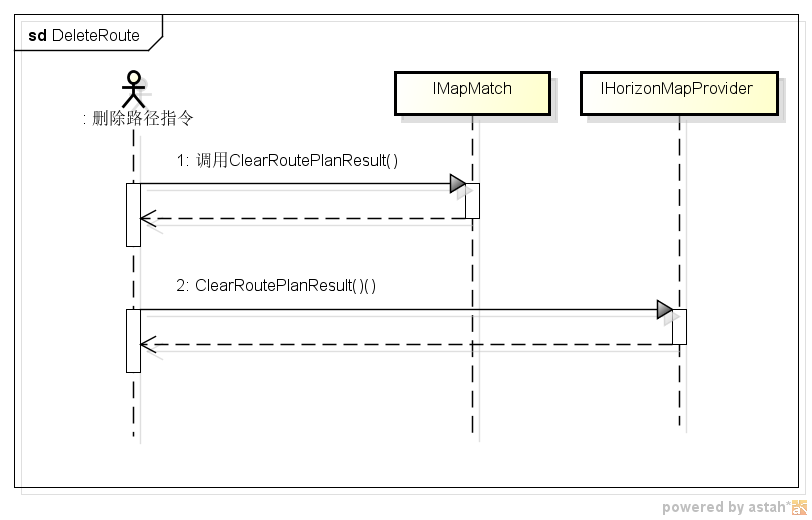 sd DeleteRoute
IMapMatch
IHorizonMapProvider
: 删除路径指令
1: 调用ClearRoutePlanResult()
2: ClearRoutePlanResult()()
powered by astah*